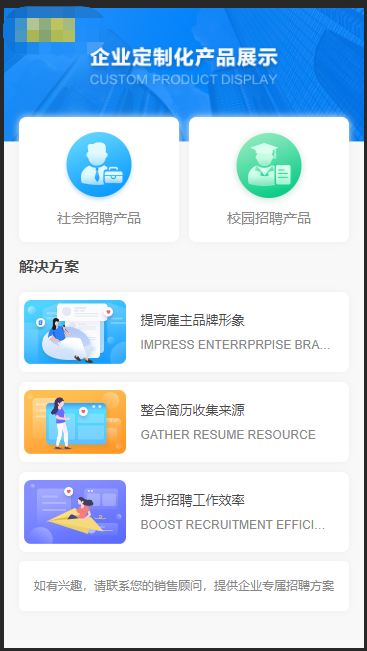 企业定制化产品展示
CUSTOM PRODUCT DISPLAY
社会招聘产品
校园招聘产品
解决方案
提高雇主品牌形象
IMPRESS ENTERRPRPISE BRA...
整合简历收集来源
GATHER RESUME RESOURCE
提升招聘工作效率
BOOST RECRUITMENT EFFICI...
如有兴趣，请联系您的销售顾问，提供企业专属招聘方案